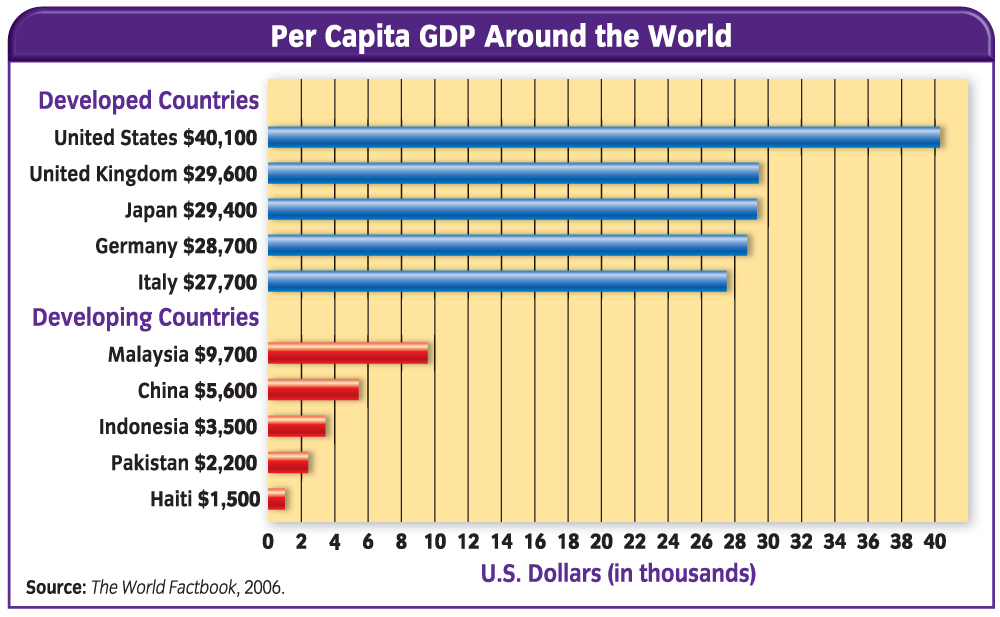 Per Capita GDP Around the World
Developed Countries
United States $40,100
United Kingdom $29,600
Japan $29,400
Germany $28,700
Italy $27,700
Developing Countries
Malaysia $9,700
China $5,600
Indonesia $3,500
Pakistan $2,200
Haiti $1,500
0 2 4 6 8 10 12 14 16 18 20 22 24 26 28 30 32 34 36 38 40
U.S. Dollars (in thousands)
Source: The World Factbook, 2006.